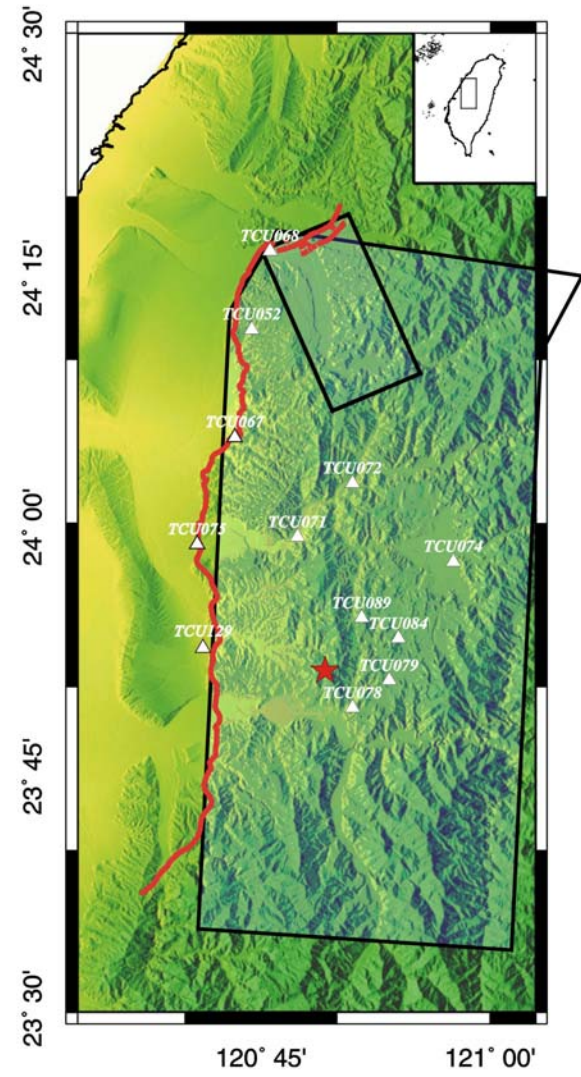 24° 30'
TCU068
24° 15'
TCU052
TCU067
TCU072
24° 00'
TCU071
TCU075
TCU074
TCU089
TCU084
TCU129
TCU079
TCU078
23° 45'
23° 30'
120° 45'
121° 00'